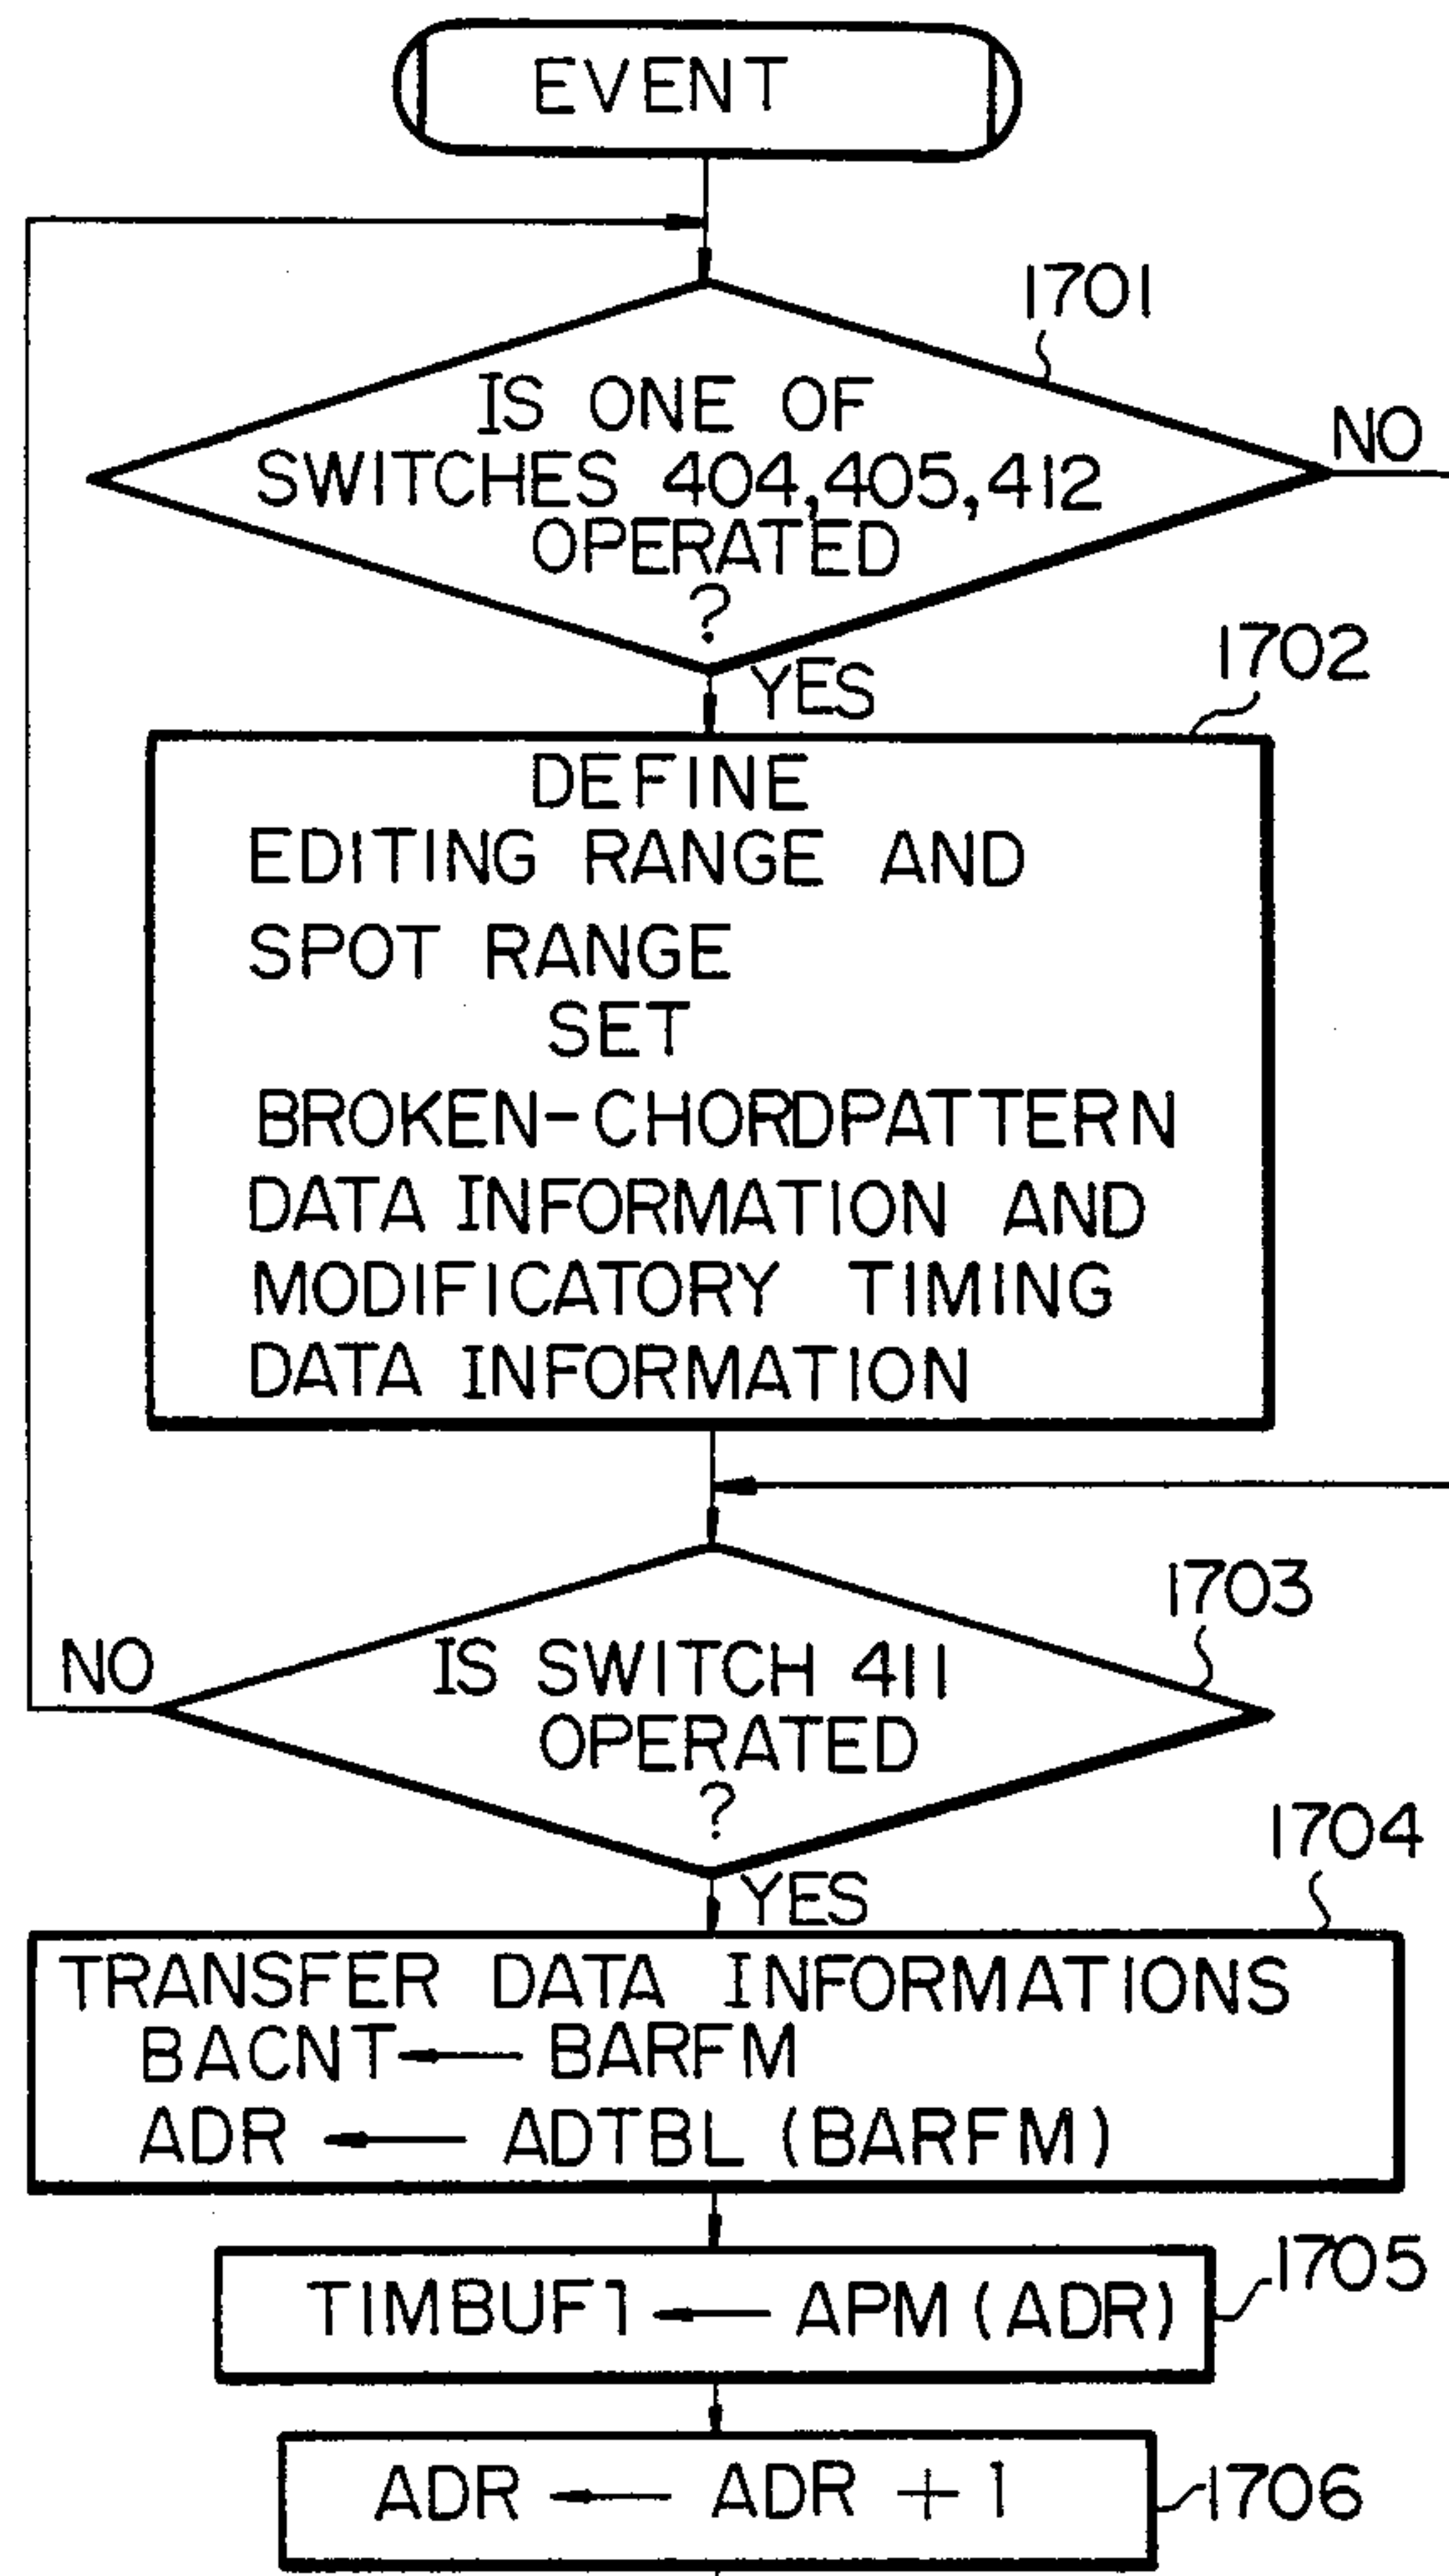 EVENT
1701
IS ONE OF
NO
SWITCHES 404,405,412
OPERATED
?
YES
1702
DEFINE
EDITING RANGE AND
SPOT RANGE
SET
BROKEN-CHORDPATTERN
DATA INFORMATION AND
MODIFICATORY TIMING
DATA INFORMATION
1703
NO
IS SWITCH 411
OPERATED
?
YES
1704
TRANSFER DATA INFORMATIONS
BACNT ← BARFM
ADR ← ADTBL (BARFM)
1705
TIMBUF1 ← APM (ADR)
ADR ← ADR + 1
1706